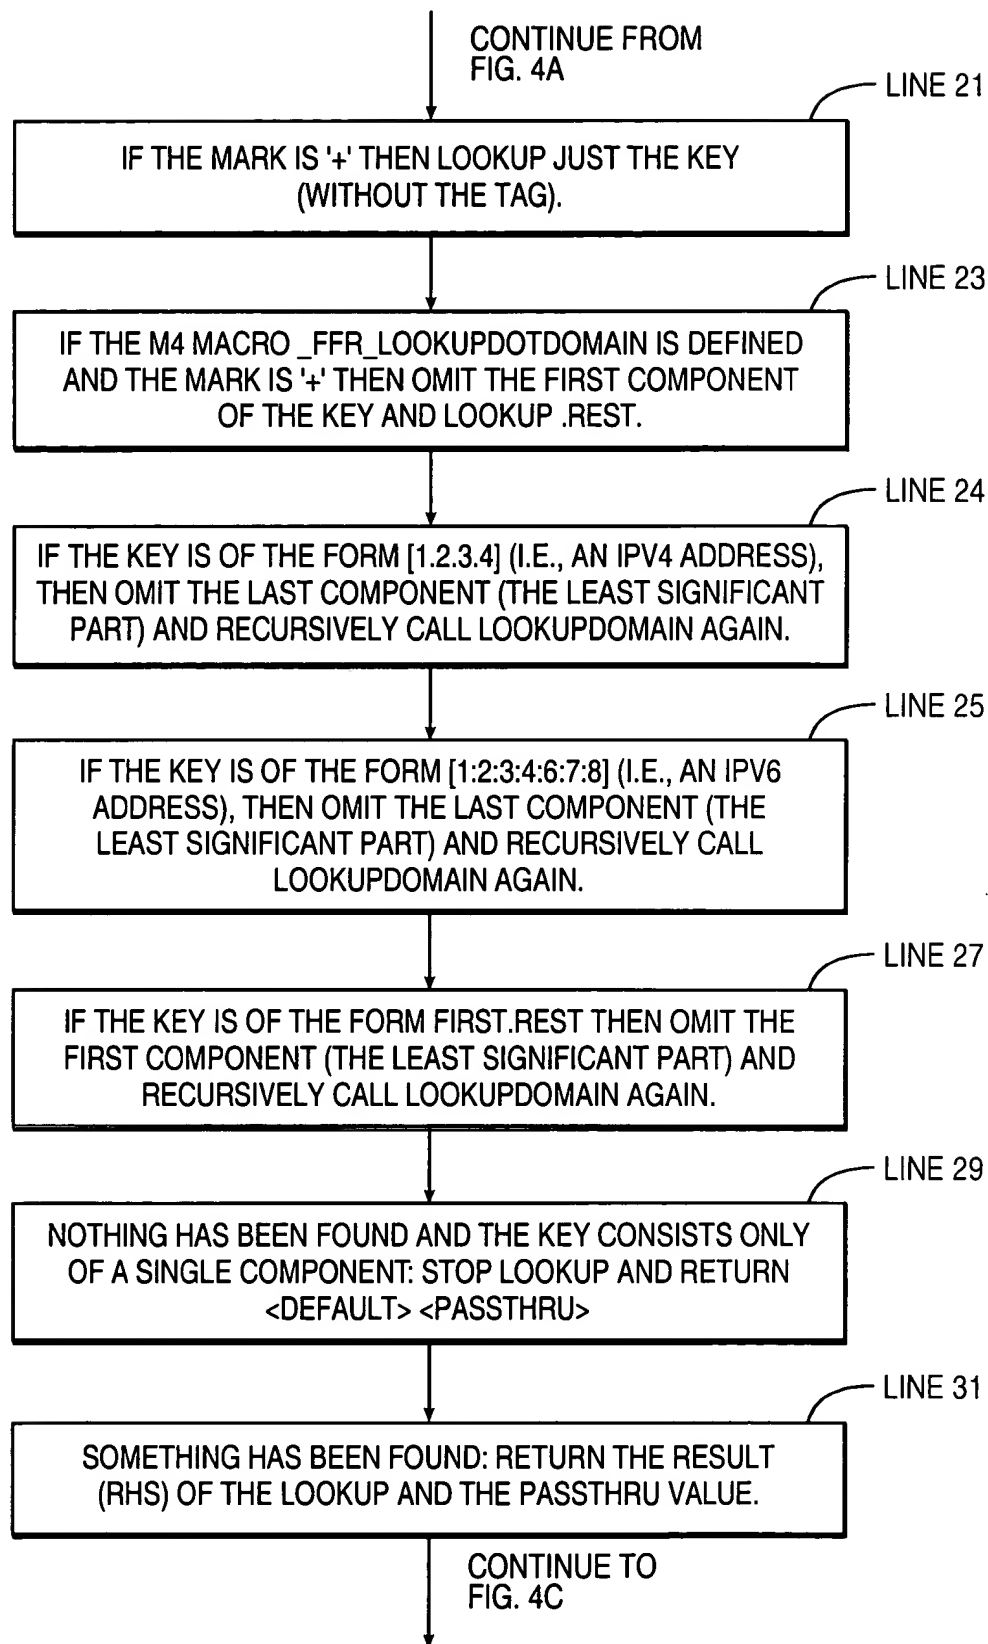 CONTINUE FROM
FIG. 4A
LINE 21
IF THE MARK IS '+' THEN LOOKUP JUST THE KEY
(WITHOUT THE TAG).
LINE 23
IF THE M4 MACRO _FFR_LOOKUPDOTDOMAIN IS DEFINED
AND THE MARK IS '+' THEN OMIT THE FIRST COMPONENT
OF THE KEY AND LOOKUP .REST.
LINE 24
IF THE KEY IS OF THE FORM [1.2.3.4] (I.E., AN IPV4 ADDRESS),
THEN OMIT THE LAST COMPONENT (THE LEAST SIGNIFICANT
PART) AND RECURSIVELY CALL LOOKUPDOMAIN AGAIN.
LINE 25
IF THE KEY IS OF THE FORM [1:2:3:4:6:7:8] (I.E., AN IPV6
ADDRESS), THEN OMIT THE LAST COMPONENT (THE
LEAST SIGNIFICANT PART) AND RECURSIVELY CALL
LOOKUPDOMAIN AGAIN.
LINE 27
IF THE KEY IS OF THE FORM FIRST.REST THEN OMIT THE
FIRST COMPONENT (THE LEAST SIGNIFICANT PART) AND
RECURSIVELY CALL LOOKUPDOMAIN AGAIN.
LINE 29
NOTHING HAS BEEN FOUND AND THE KEY CONSISTS ONLY
OF A SINGLE COMPONENT: STOP LOOKUP AND RETURN
<DEFAULT> <PASSTHRU>
LINE 31
SOMETHING HAS BEEN FOUND: RETURN THE RESULT
(RHS) OF THE LOOKUP AND THE PASSTHRU VALUE.
CONTINUE TO
FIG. 4C